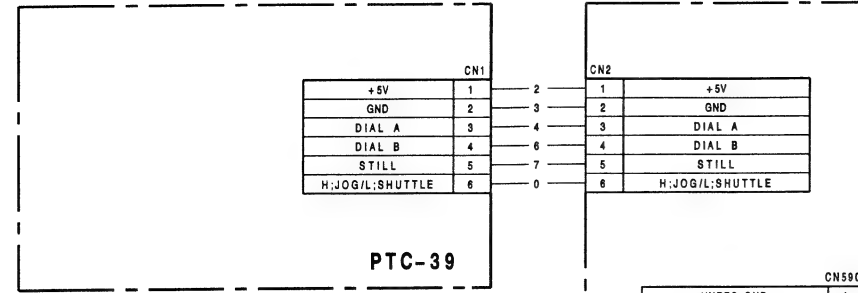 CN1 CN2
+5V 1 2 1 +5V
GND 2 3 2 GND
DIAL A 3 4 3 DIAL A
DIAL B 4 6 4 DIAL B
STILL 5 7 5 STILL
H;JOG/L;SHUTTLE 6 0 6 H;JOG/L;SHUTTLE
PTC-39
CN590